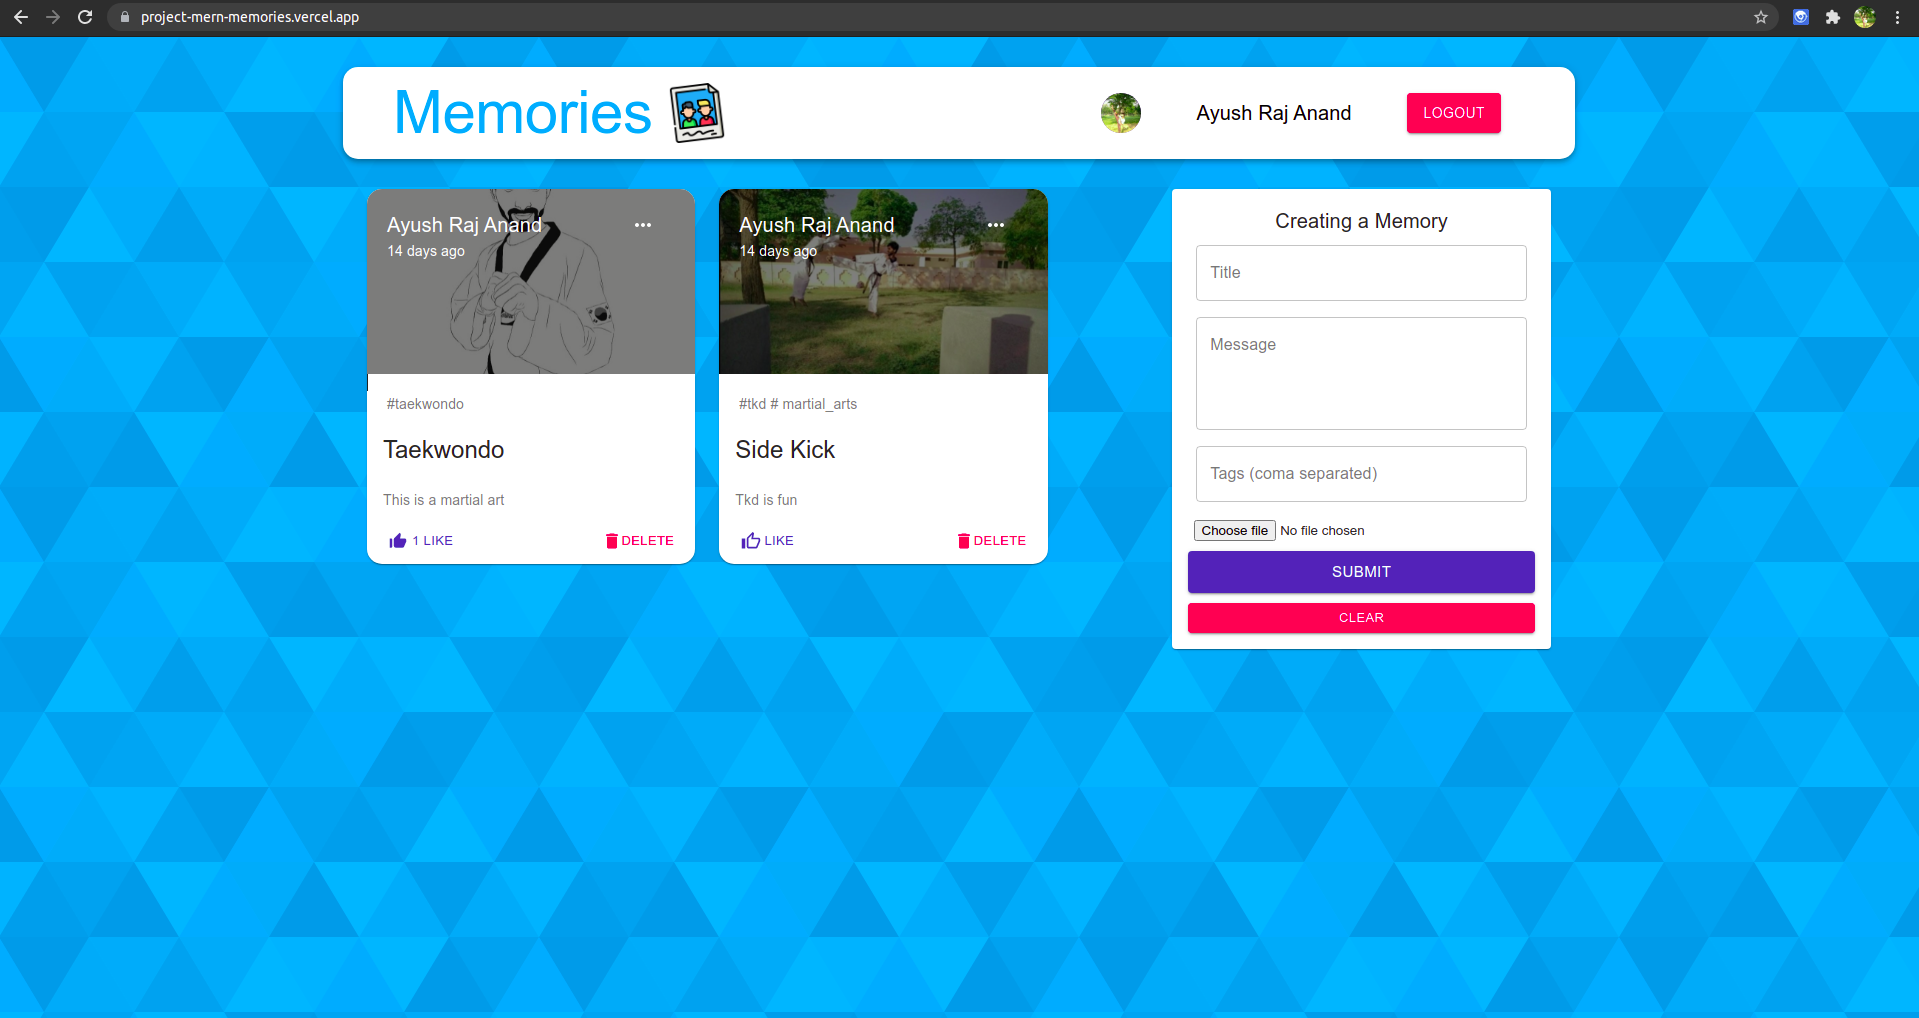 project-mern-memories.vercel.app
Memories
Ayush Raj Anand
LOGOUT
Ayush Raj Anand
14 days ago
#taekwondo
Taekwondo
This is a martial art
1 LIKE
DELETE
Ayush Raj Anand
14 days ago
#tkd # martial_arts
Side Kick
Tkd is fun
LIKE
DELETE
Creating a Memory
Title
Message
Tags (coma separated)
Choose file No file chosen
SUBMIT
CLEAR